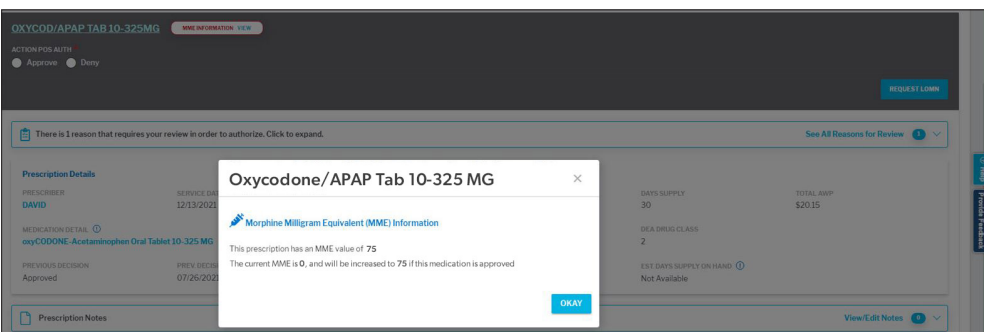 OXYCOD/APAP TAB 10-325MG
MME INFORMATION VIEW
ACTION POS AUTH
Approve Deny
REQUEST LOMN
There is 1 reason that requires your review in order to authorize. Click to expand.
See All Reasons for Review 1
Prescription Details
Oxycodone/APAP Tab 10-325 MG ×
PRESCRIBER
DAVID
12/13/2021
DAYS SUPPLY
30
TOTAL AWP
$20.15
Morphine Milligram Equivalent (MME) Information
MEDICATION DETAIL
oxyCODONE-Acetaminophen Oral Tablet 10-325 MG
DEA DRUG CLASS
2
This prescription has an MME value of 75
The current MME is 0, and will be increased to 75 if this medication is approved
PREVIOUS DECISION
Approved
07/26/2021
EST DAYS SUPPLY ON HAND
Not Available
OKAY
Prescription Notes
View/Edit Notes
Help
Provide Feedback